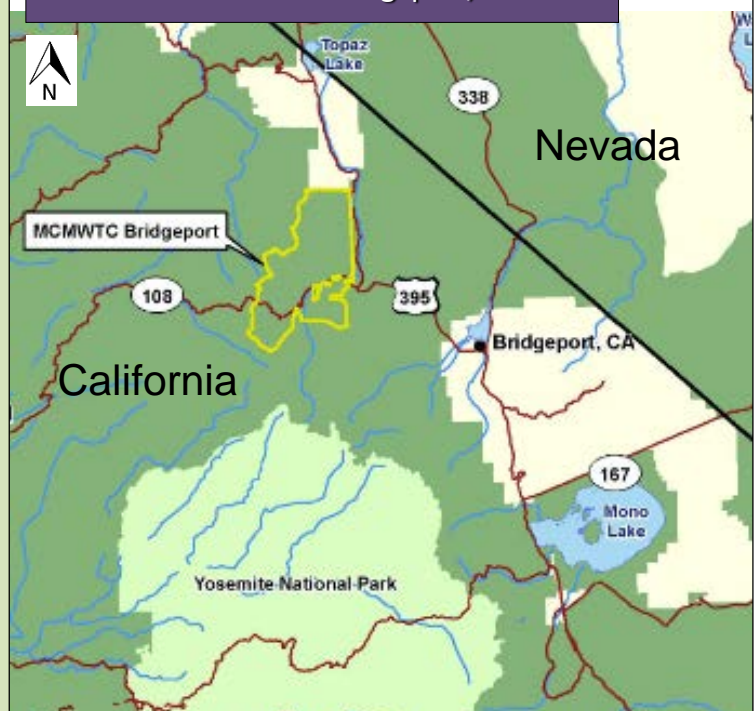 N
Topaz
Lake
338
Nevada
MCMWTC Bridgeport
108
395
Bridgeport, CA
California
167
Mono
Lake
Yosemite National Park